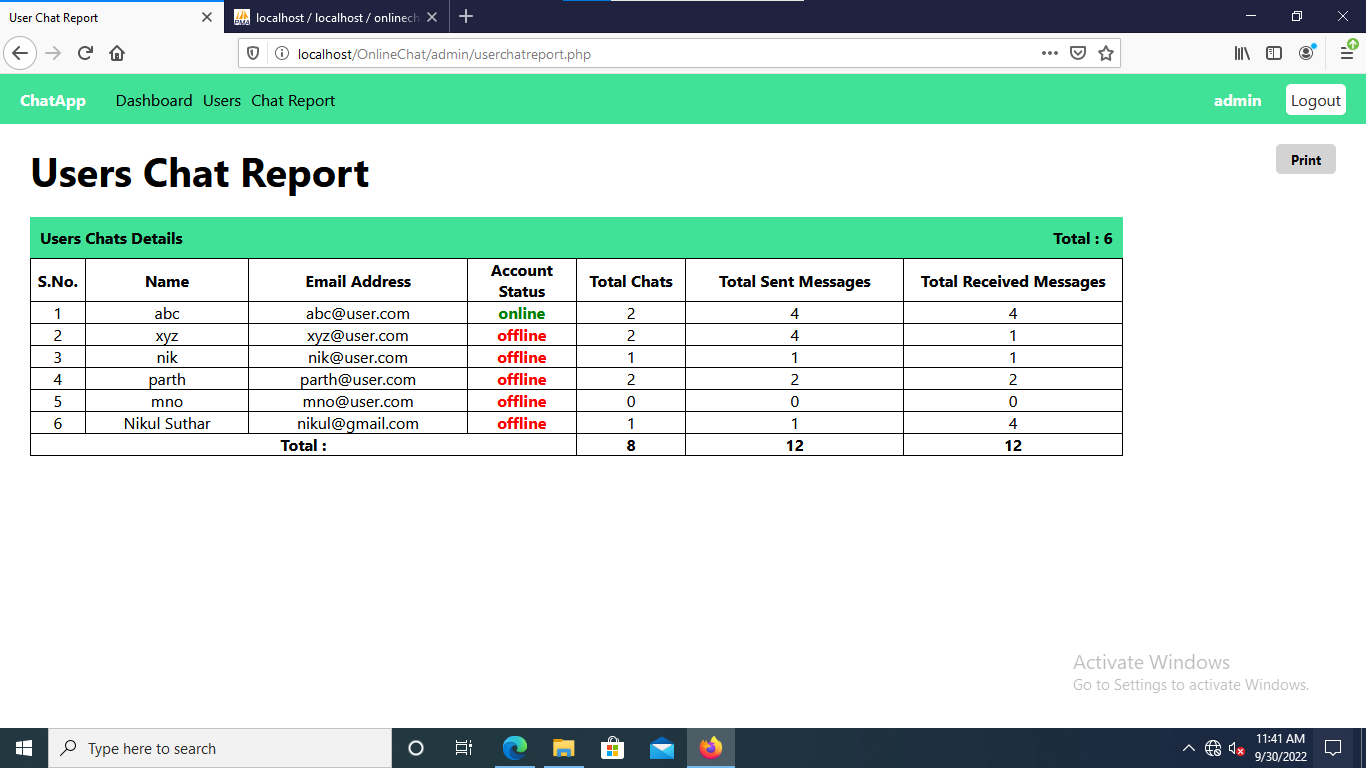 User Chat Report
localhost / localhost / onlinech
localhost/OnlineChat/admin/userchatreport.php
ChatApp Dashboard Users Chat Report admin Logout
Users Chat Report
Print
Users Chats Details Total : 6
S.No. Name Email Address Account Status Total Chats Total Sent Messages Total Received Messages
1 abc abc@user.com online 2 4 4
2 xyz xyz@user.com offline 2 4 1
3 nik nik@user.com offline 1 1 1
4 parth parth@user.com offline 2 2 2
5 mno mno@user.com offline 0 0 0
6 Nikul Suthar nikul@gmail.com offline 1 1 4
Total : 8 12 12
Activate Windows
Go to Settings to activate Windows.
Type here to search
11:41 AM
9/30/2022